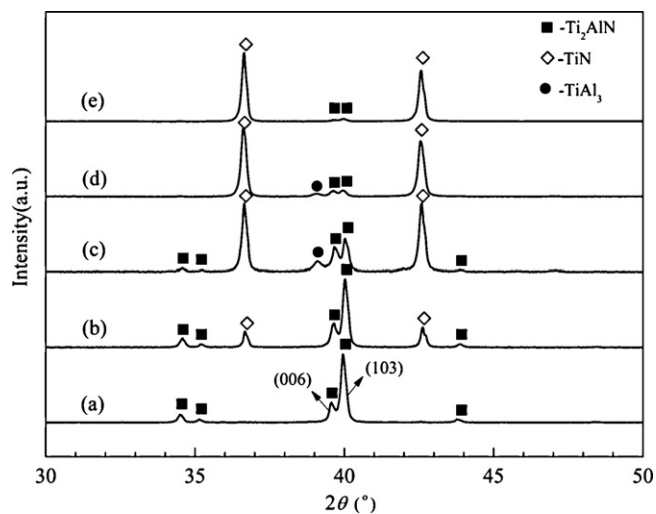 -Ti₂AlN
-TiN
-TiAl₃
(e)
(d)
(c)
(b)
(006)
(103)
(a)
Intensity(a.u.)
30 35 40 45 50
2θ (°)